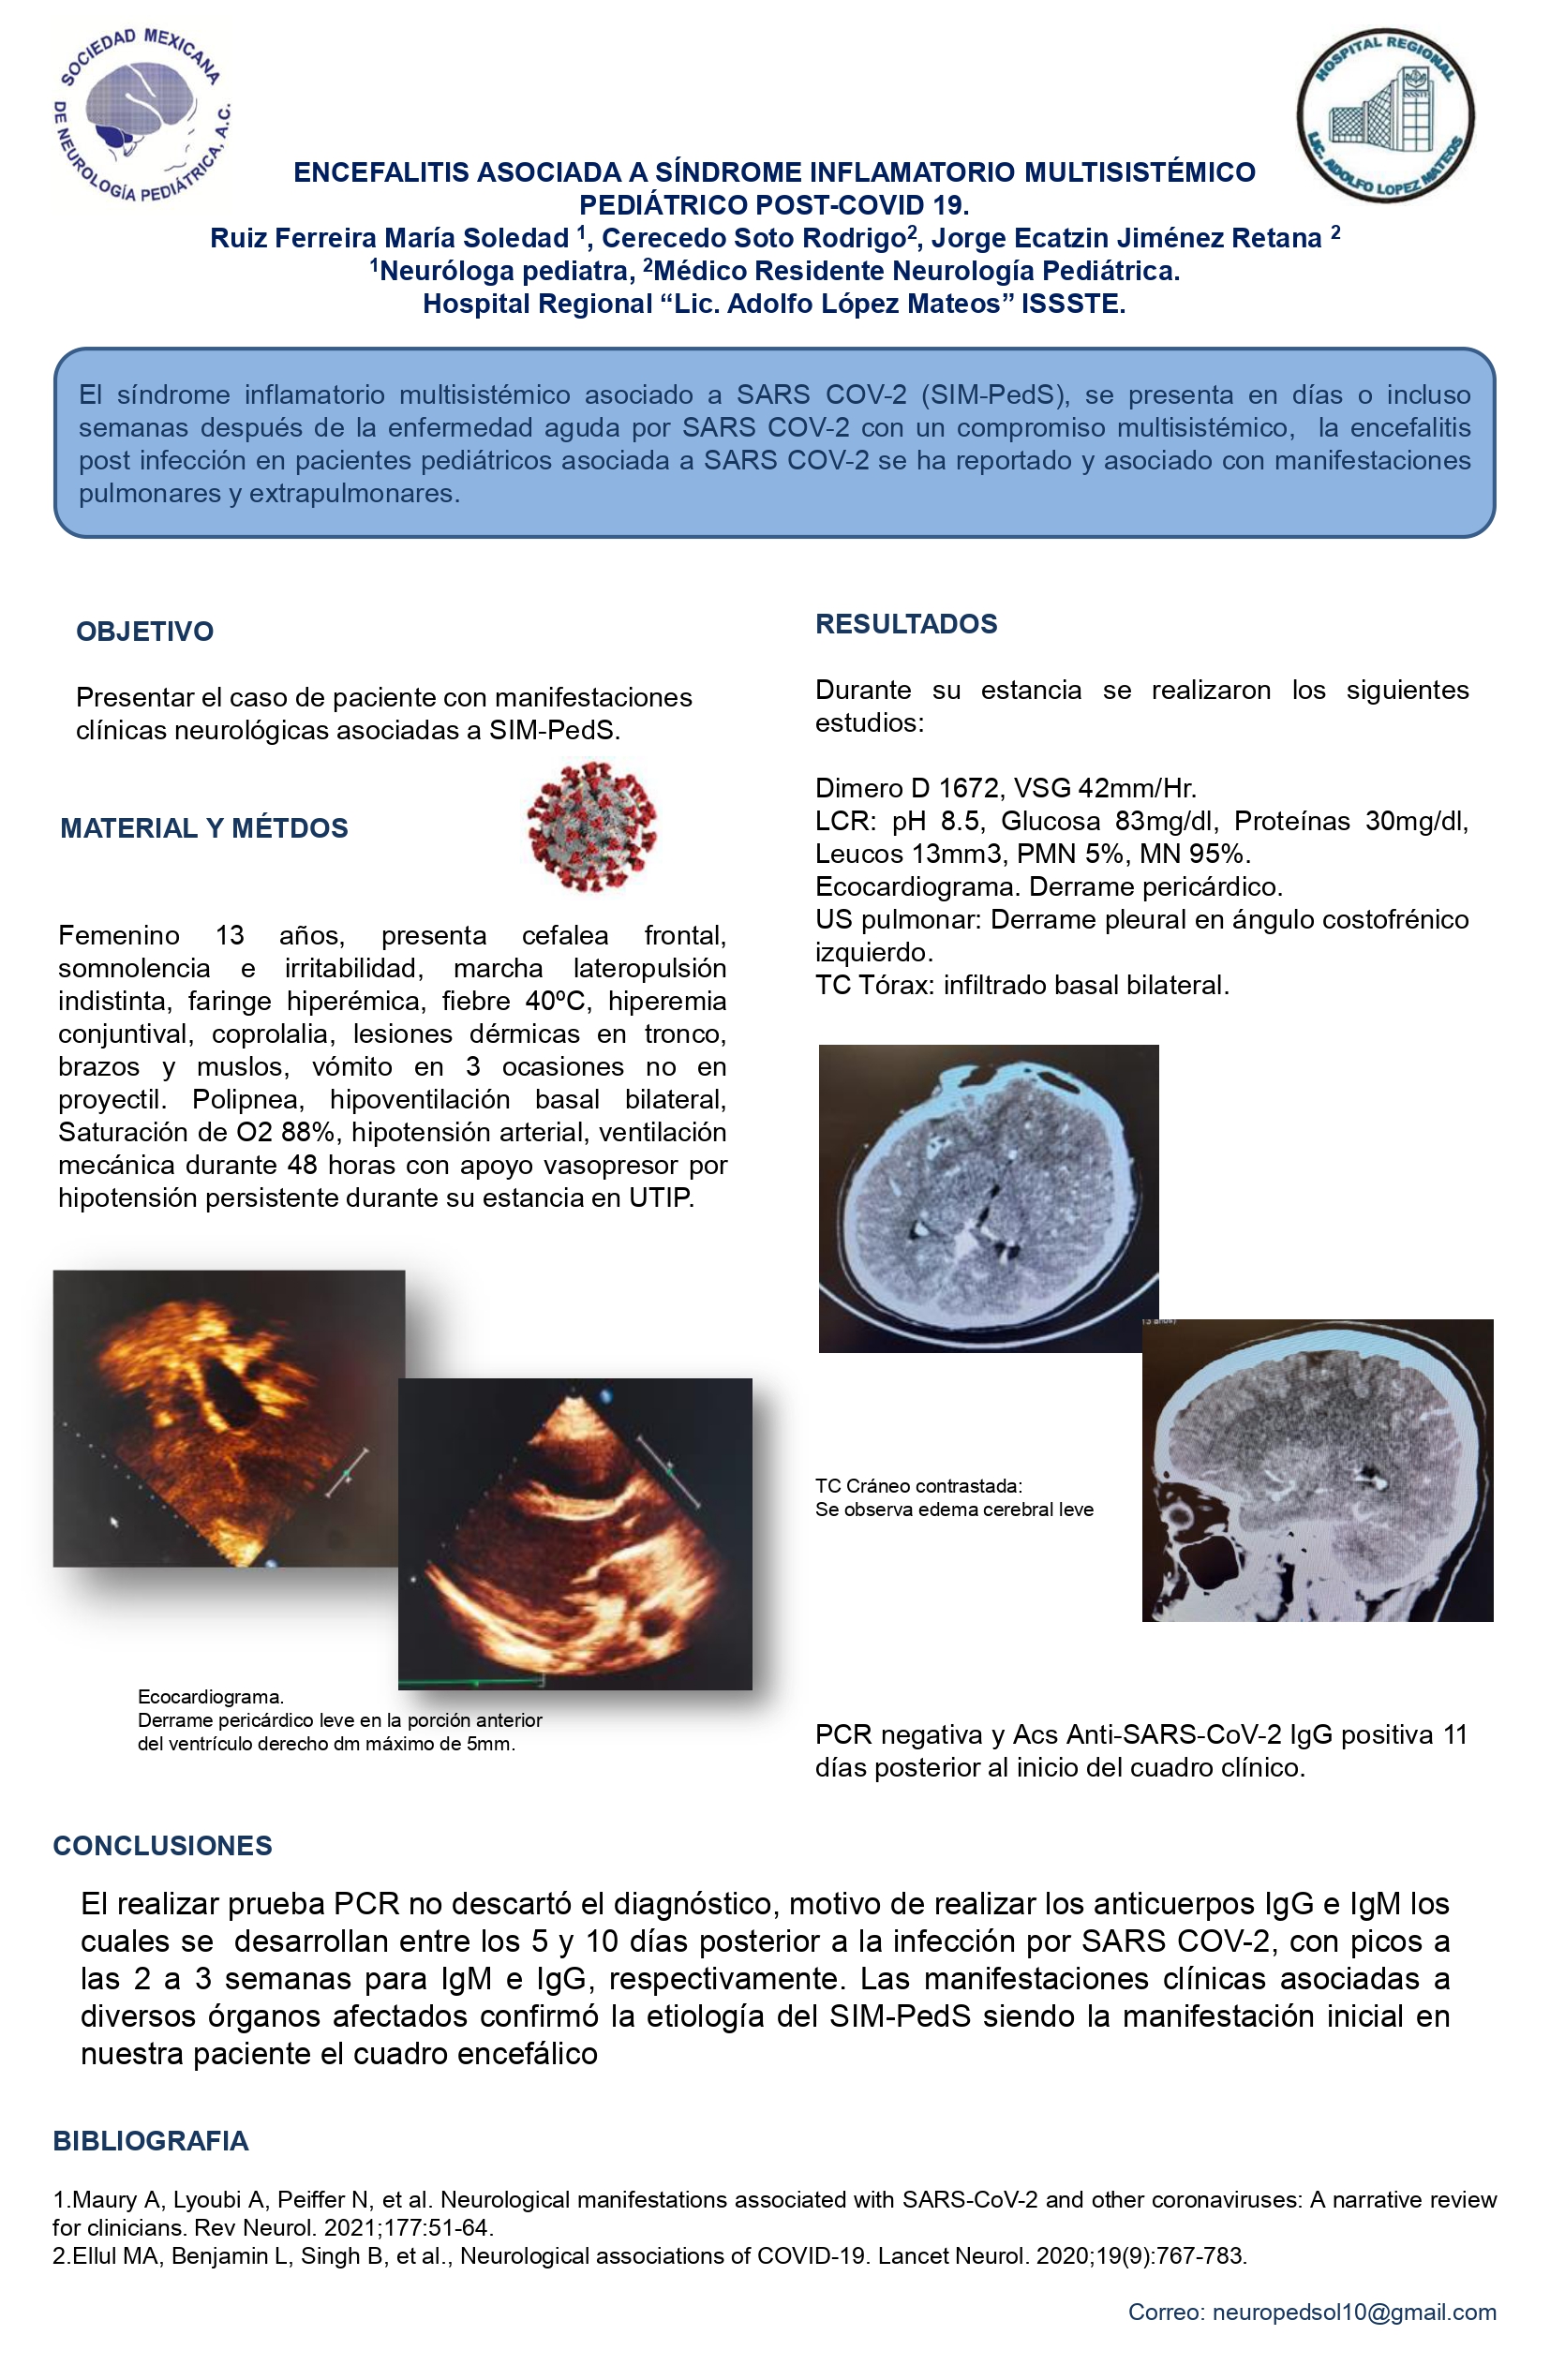 SOCIEDAD MEXICANA
DE NEUROLOGÍA PEDIÁTRICA, A.C.
HOSPITAL REGIONAL
LIC. ADOLFO LOPEZ MATEOS
ENCEFALITIS ASOCIADA A SÍNDROME INFLAMATORIO MULTISISTÉMICO
PEDIÁTRICO POST-COVID 19.
Ruiz Ferreira María Soledad ¹, Cerecedo Soto Rodrigo², Jorge Ecatzin Jiménez Retana ²
¹Neuróloga pediatra, ²Médico Residente Neurología Pediátrica.
Hospital Regional “Lic. Adolfo López Mateos” ISSSTE.
El síndrome inflamatorio multisistémico asociado a SARS COV-2 (SIM-PedS), se presenta en días o incluso
semanas después de la enfermedad aguda por SARS COV-2 con un compromiso multisistémico, la encefalitis
post infección en pacientes pediátricos asociada a SARS COV-2 se ha reportado y asociado con manifestaciones
pulmonares y extrapulmonares.
OBJETIVO
Presentar el caso de paciente con manifestaciones
clínicas neurológicas asociadas a SIM-PedS.
MATERIAL Y MÉTDOS
Femenino 13 años, presenta cefalea frontal,
somnolencia e irritabilidad, marcha lateropulsión
indistinta, faringe hiperémica, fiebre 40ºC, hiperemia
conjuntival, coprolalia, lesiones dérmicas en tronco,
brazos y muslos, vómito en 3 ocasiones no en
proyectil. Polipnea, hipoventilación basal bilateral,
Saturación de O2 88%, hipotensión arterial, ventilación
mecánica durante 48 horas con apoyo vasopresor por
hipotensión persistente durante su estancia en UTIP.
Ecocardiograma.
Derrame pericárdico leve en la porción anterior
del ventrículo derecho dm máximo de 5mm.
RESULTADOS
Durante su estancia se realizaron los siguientes
estudios:
Dimero D 1672, VSG 42mm/Hr.
LCR: pH 8.5, Glucosa 83mg/dl, Proteínas 30mg/dl,
Leucos 13mm3, PMN 5%, MN 95%.
Ecocardiograma. Derrame pericárdico.
US pulmonar: Derrame pleural en ángulo costofrénico
izquierdo.
TC Tórax: infiltrado basal bilateral.
3 años)
TC Cráneo contrastada:
Se observa edema cerebral leve
PCR negativa y Acs Anti-SARS-CoV-2 IgG positiva 11
días posterior al inicio del cuadro clínico.
CONCLUSIONES
El realizar prueba PCR no descartó el diagnóstico, motivo de realizar los anticuerpos IgG e IgM los
cuales se desarrollan entre los 5 y 10 días posterior a la infección por SARS COV-2, con picos a
las 2 a 3 semanas para IgM e IgG, respectivamente. Las manifestaciones clínicas asociadas a
diversos órganos afectados confirmó la etiología del SIM-PedS siendo la manifestación inicial en
nuestra paciente el cuadro encefálico
BIBLIOGRAFIA
1.Maury A, Lyoubi A, Peiffer N, et al. Neurological manifestations associated with SARS-CoV-2 and other coronaviruses: A narrative review
for clinicians. Rev Neurol. 2021;177:51-64.
2.Ellul MA, Benjamin L, Singh B, et al., Neurological associations of COVID-19. Lancet Neurol. 2020;19(9):767-783.
Correo: neuropedsol10@gmail.com